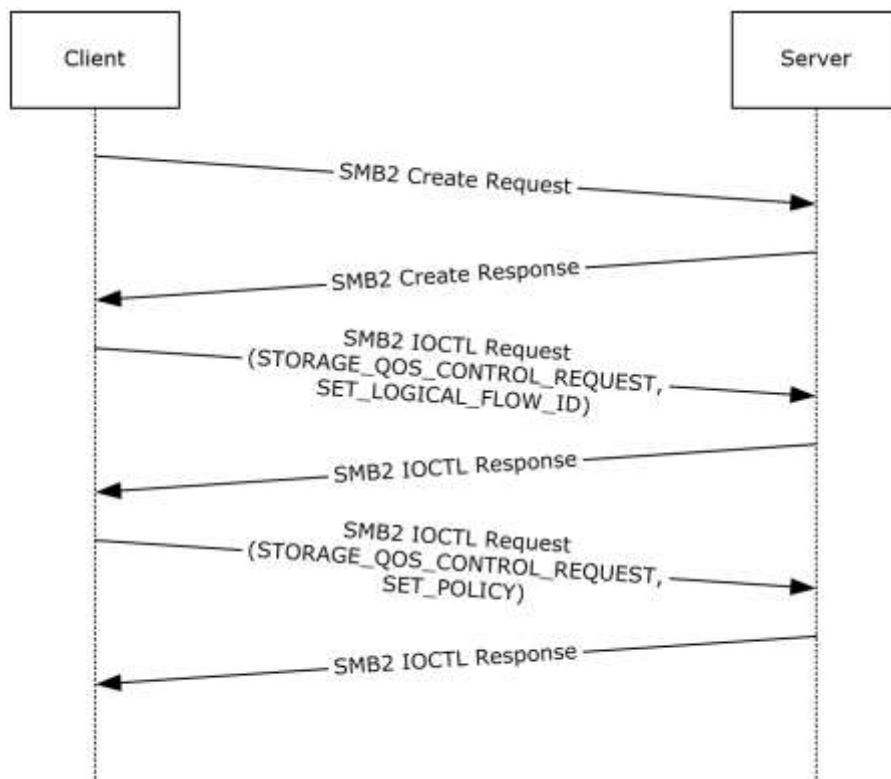 Client
Server
SMB2 Create Request
SMB2 Create Response
SMB2 IOCTL Request
(STORAGE_QOS_CONTROL_REQUEST,
SET_LOGICAL_FLOW_ID)
SMB2 IOCTL Response
SMB2 IOCTL Request
(STORAGE_QOS_CONTROL_REQUEST,
SET_POLICY)
SMB2 IOCTL Response